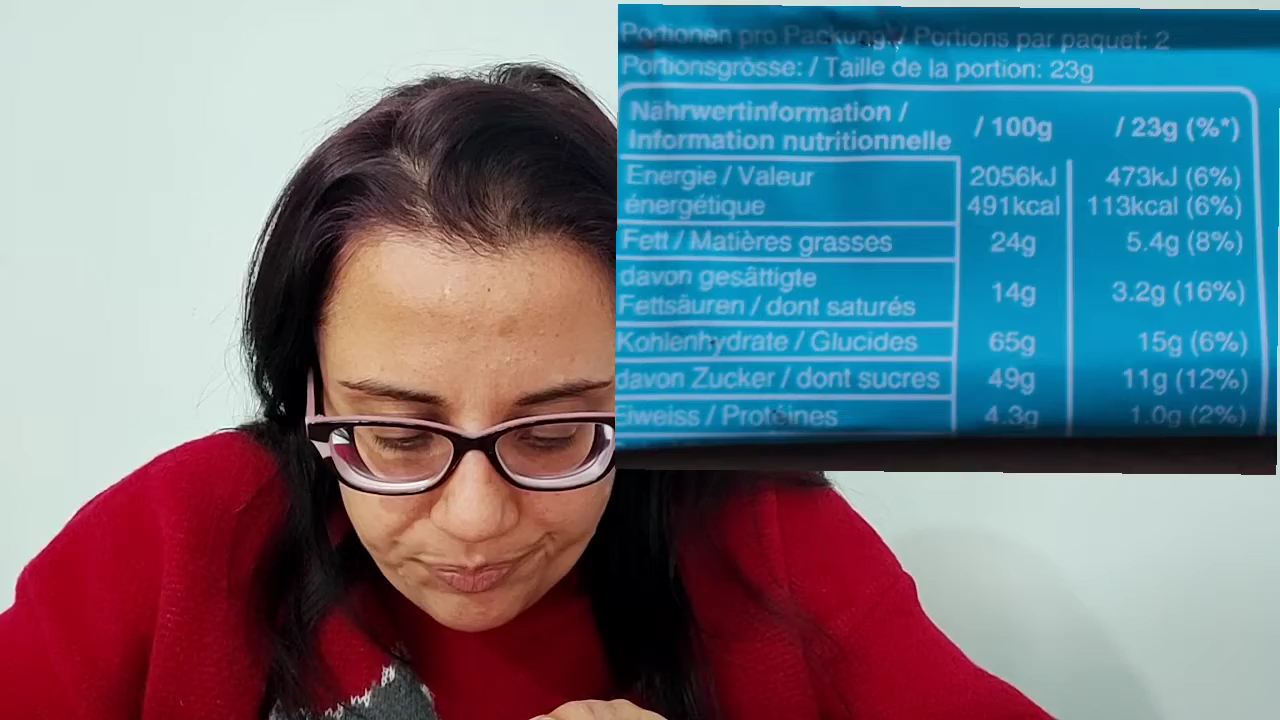 Portionen pro Packung: / Portions par paquet: 2
Portionsgrösse: / Taille de la portion: 23g
Nährwertinformation /
Information nutritionnelle / 100g / 23g (%*)
Energie / Valeur 2056kJ 473kJ (6%)
énergétique 491kcal 113kcal (6%)
Fett / Matières grasses 24g 5.4g (8%)
davon gesättigte
Fettsäuren / dont saturés 14g 3.2g (16%)
Kohlenhydrate / Glucides 65g 15g (6%)
davon Zucker / dont sucres 49g 11g (12%)
Eiweiss / Protéines 4.3g 1.0g (2%)